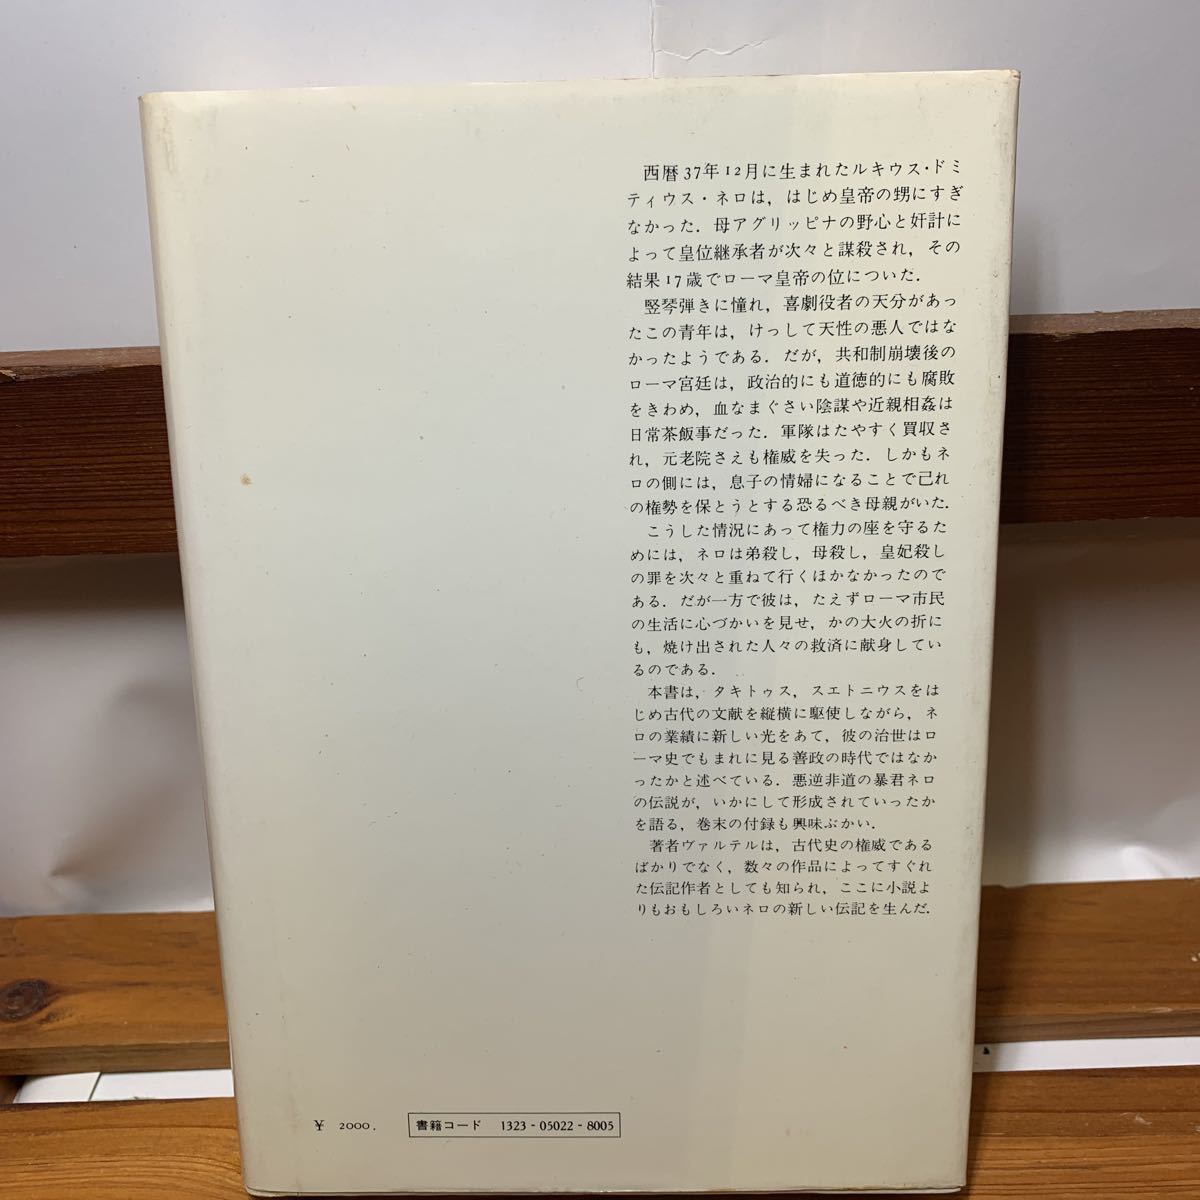 西暦37年12月に生まれたルキウス・ドミ
ティウス・ネロは，はじめ皇帝の甥にすぎ
なかった．母アグリッピナの野心と奸計に
よって皇位継承者が次々と謀殺され，その
結果17歳でローマ皇帝の位についた．
竪琴弾きに憧れ，喜劇役者の天分があっ
たこの青年は，けっして天性の悪人ではな
かったようである．だが，共和制崩壊後の
ローマ宮廷は，政治的にも道徳的にも腐敗
をきわめ，血なまぐさい陰謀や近親相姦は
日常茶飯事だった．軍隊はたやすく買収さ
れ，元老院さえも権威を失った．しかもネ
ロの側には，息子の情婦になることで己れ
の権勢を保とうとする恐るべき母親がいた．
こうした情況にあって権力の座を守るた
めには，ネロは弟殺し，母殺し，皇妃殺し
の罪を次々と重ねて行くほかなかったので
ある．だが一方で彼は，たえずローマ市民
の生活に心づかいを見せ，かの大火の折に
も，焼け出された人々の救済に献身してい
るのである．
本書は，タキトゥス，スエトニウスをは
じめ古代の文献を縦横に駆使しながら，ネ
ロの業績に新しい光をあて，彼の治世はロ
ーマ史でもまれに見る善政の時代ではなか
ったかと述べている．悪逆非道の暴君ネロ
の伝説が，いかにして形成されていったか
を語る，巻末の付録も興味ぶかい．
著者ヴァルテルは，古代史の権威である
ばかりでなく，数々の作品によってすぐれ
た伝記作者としても知られ，ここに小説よ
りもおもしろいネロの新しい伝記を生んだ．
¥ 2000.
書籍コード 1323-05022-8005